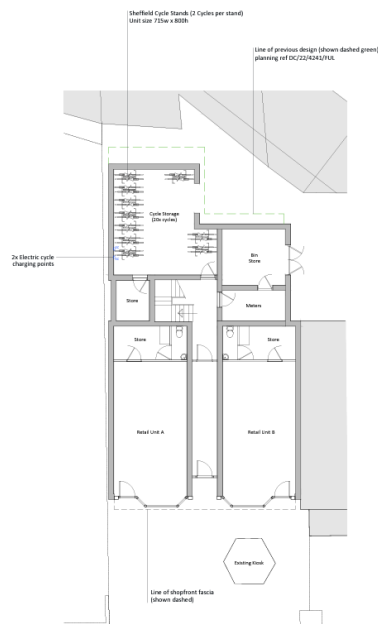 Sheffield Cycle Stands (2 Cycles per stand)
Unit size 715w x 800h
Line of previous design (shown dashed green)
planning ref DC/22/4241/FUL
Cycle Storage
(20x cycles)
2x Electric cycle
charging points
Bin
Store
Store
Meters
Store
Store
Retail Unit A
Retail Unit B
Existing Kiosk
Line of shopfront fascia
(shown dashed)